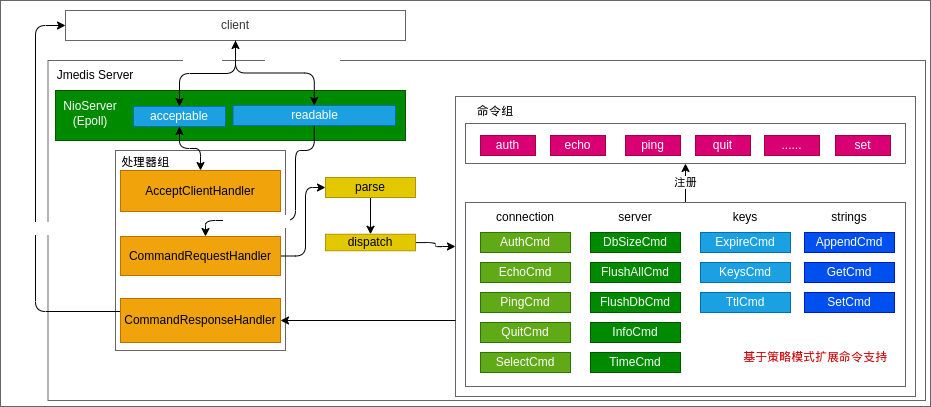 client
Jmedis Server
NioServer
(Epoll)
acceptable
readable
处理器组
AcceptClientHandler
CommandRequestHandler
CommandResponseHandler
parse
dispatch
命令组
auth
echo
ping
quit
......
set
注册
connection
server
keys
strings
AuthCmd
DbSizeCmd
ExpireCmd
AppendCmd
EchoCmd
FlushAllCmd
KeysCmd
GetCmd
PingCmd
FlushDbCmd
TtlCmd
SetCmd
QuitCmd
InfoCmd
SelectCmd
TimeCmd
基于策略模式扩展命令支持